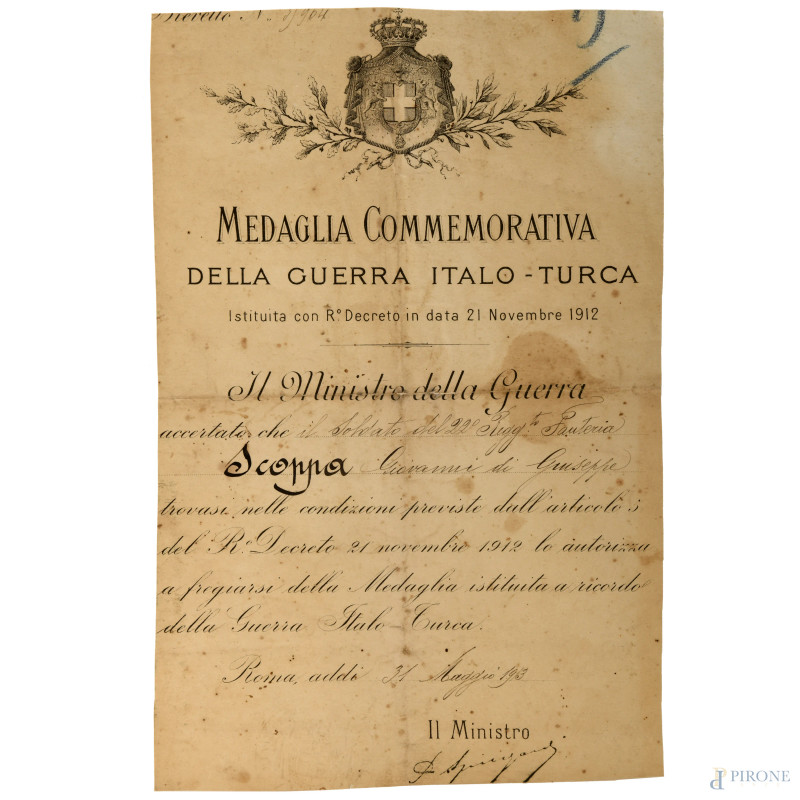 Brevetto N.
MEDAGLIA COMMEMORATIVA
DELLA GUERRA ITALO-TURCA
Istituita con R° Decreto in data 21 Novembre 1912
Il Ministro della Guerra
accertato che il Soldato del 22° Regg.to Fanteria
Scoppa Giovanni di Giuseppe
trovasi nelle condizioni previste dall'articolo 5
del R.° Decreto 21 novembre 1912 lo autorizza
a fregiarsi della Medaglia istituita a ricordo
della Guerra Italo-Turca.
Roma, addì 31 Maggio 1913
Il Ministro
PIRONE